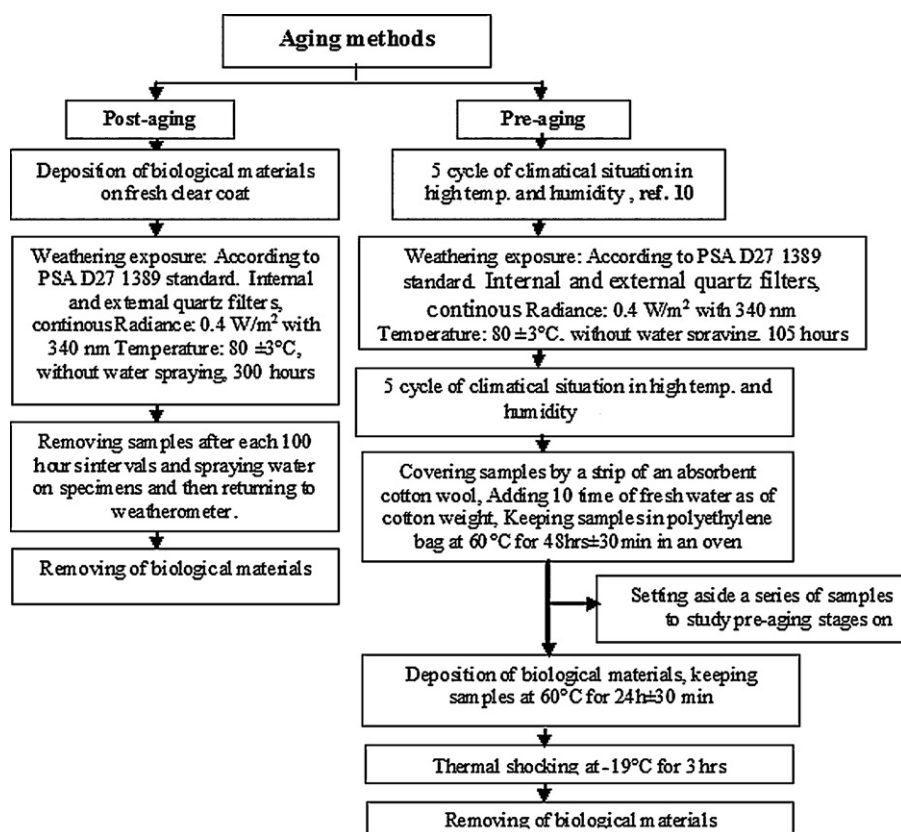 Aging methods
Post-aging
Deposition of biological materials
on fresh clear coat
Weathering exposure: According to
PSA D27 1389 standard. Internal
and external quartz filters,
continous Radiance: 0.4 W/m² with
340 nm Temperature: 80 ±3°C,
without water spraying, 300 hours
Removing samples after each 100
hours intervals and spraying water
on specimens and then returning to
weatherometer.
Removing of biological materials
Pre-aging
5 cycle of climatical situation in
high temp. and humidity , ref. 10
Weathering exposure: According to PSA D27 1389
standard. Internal and external quartz filters,
continous Radiance: 0.4 W/m² with 340 nm
Temperature: 80 ±3°C, without water spraving, 105 hours
5 cycle of climatical situation in high temp. and
humidity
Covering samples by a strip of an absorbent
cotton wool, Adding 10 time of fresh water as of
cotton weight, Keeping samples in polyethylene
bag at 60°C for 48hrs±30 min in an oven
Setting aside a series of samples
to study pre-aging stages on
Deposition of biological materials, keeping
samples at 60°C for 24h±30 min
Thermal shocking at -19°C for 3 hrs
Removing of biological materials